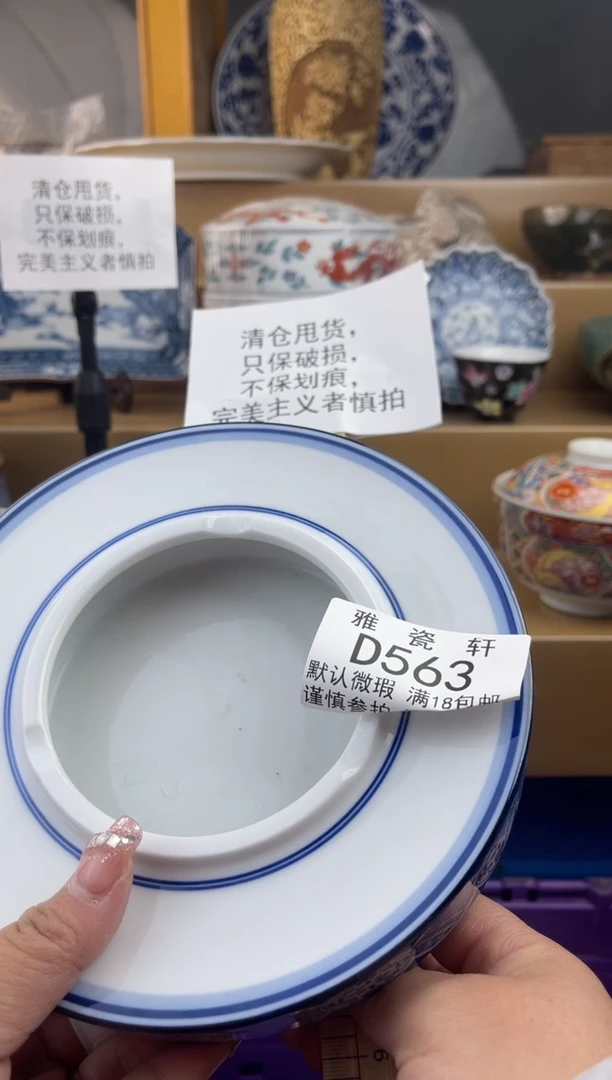 清仓甩货，
只保破损，
不保划痕，
完美主义者慎拍
清仓甩货，
只保破损，
不保划痕，
完美主义者慎拍
雅瓷轩
D563
默认微瑕 满18包邮
谨慎参拍